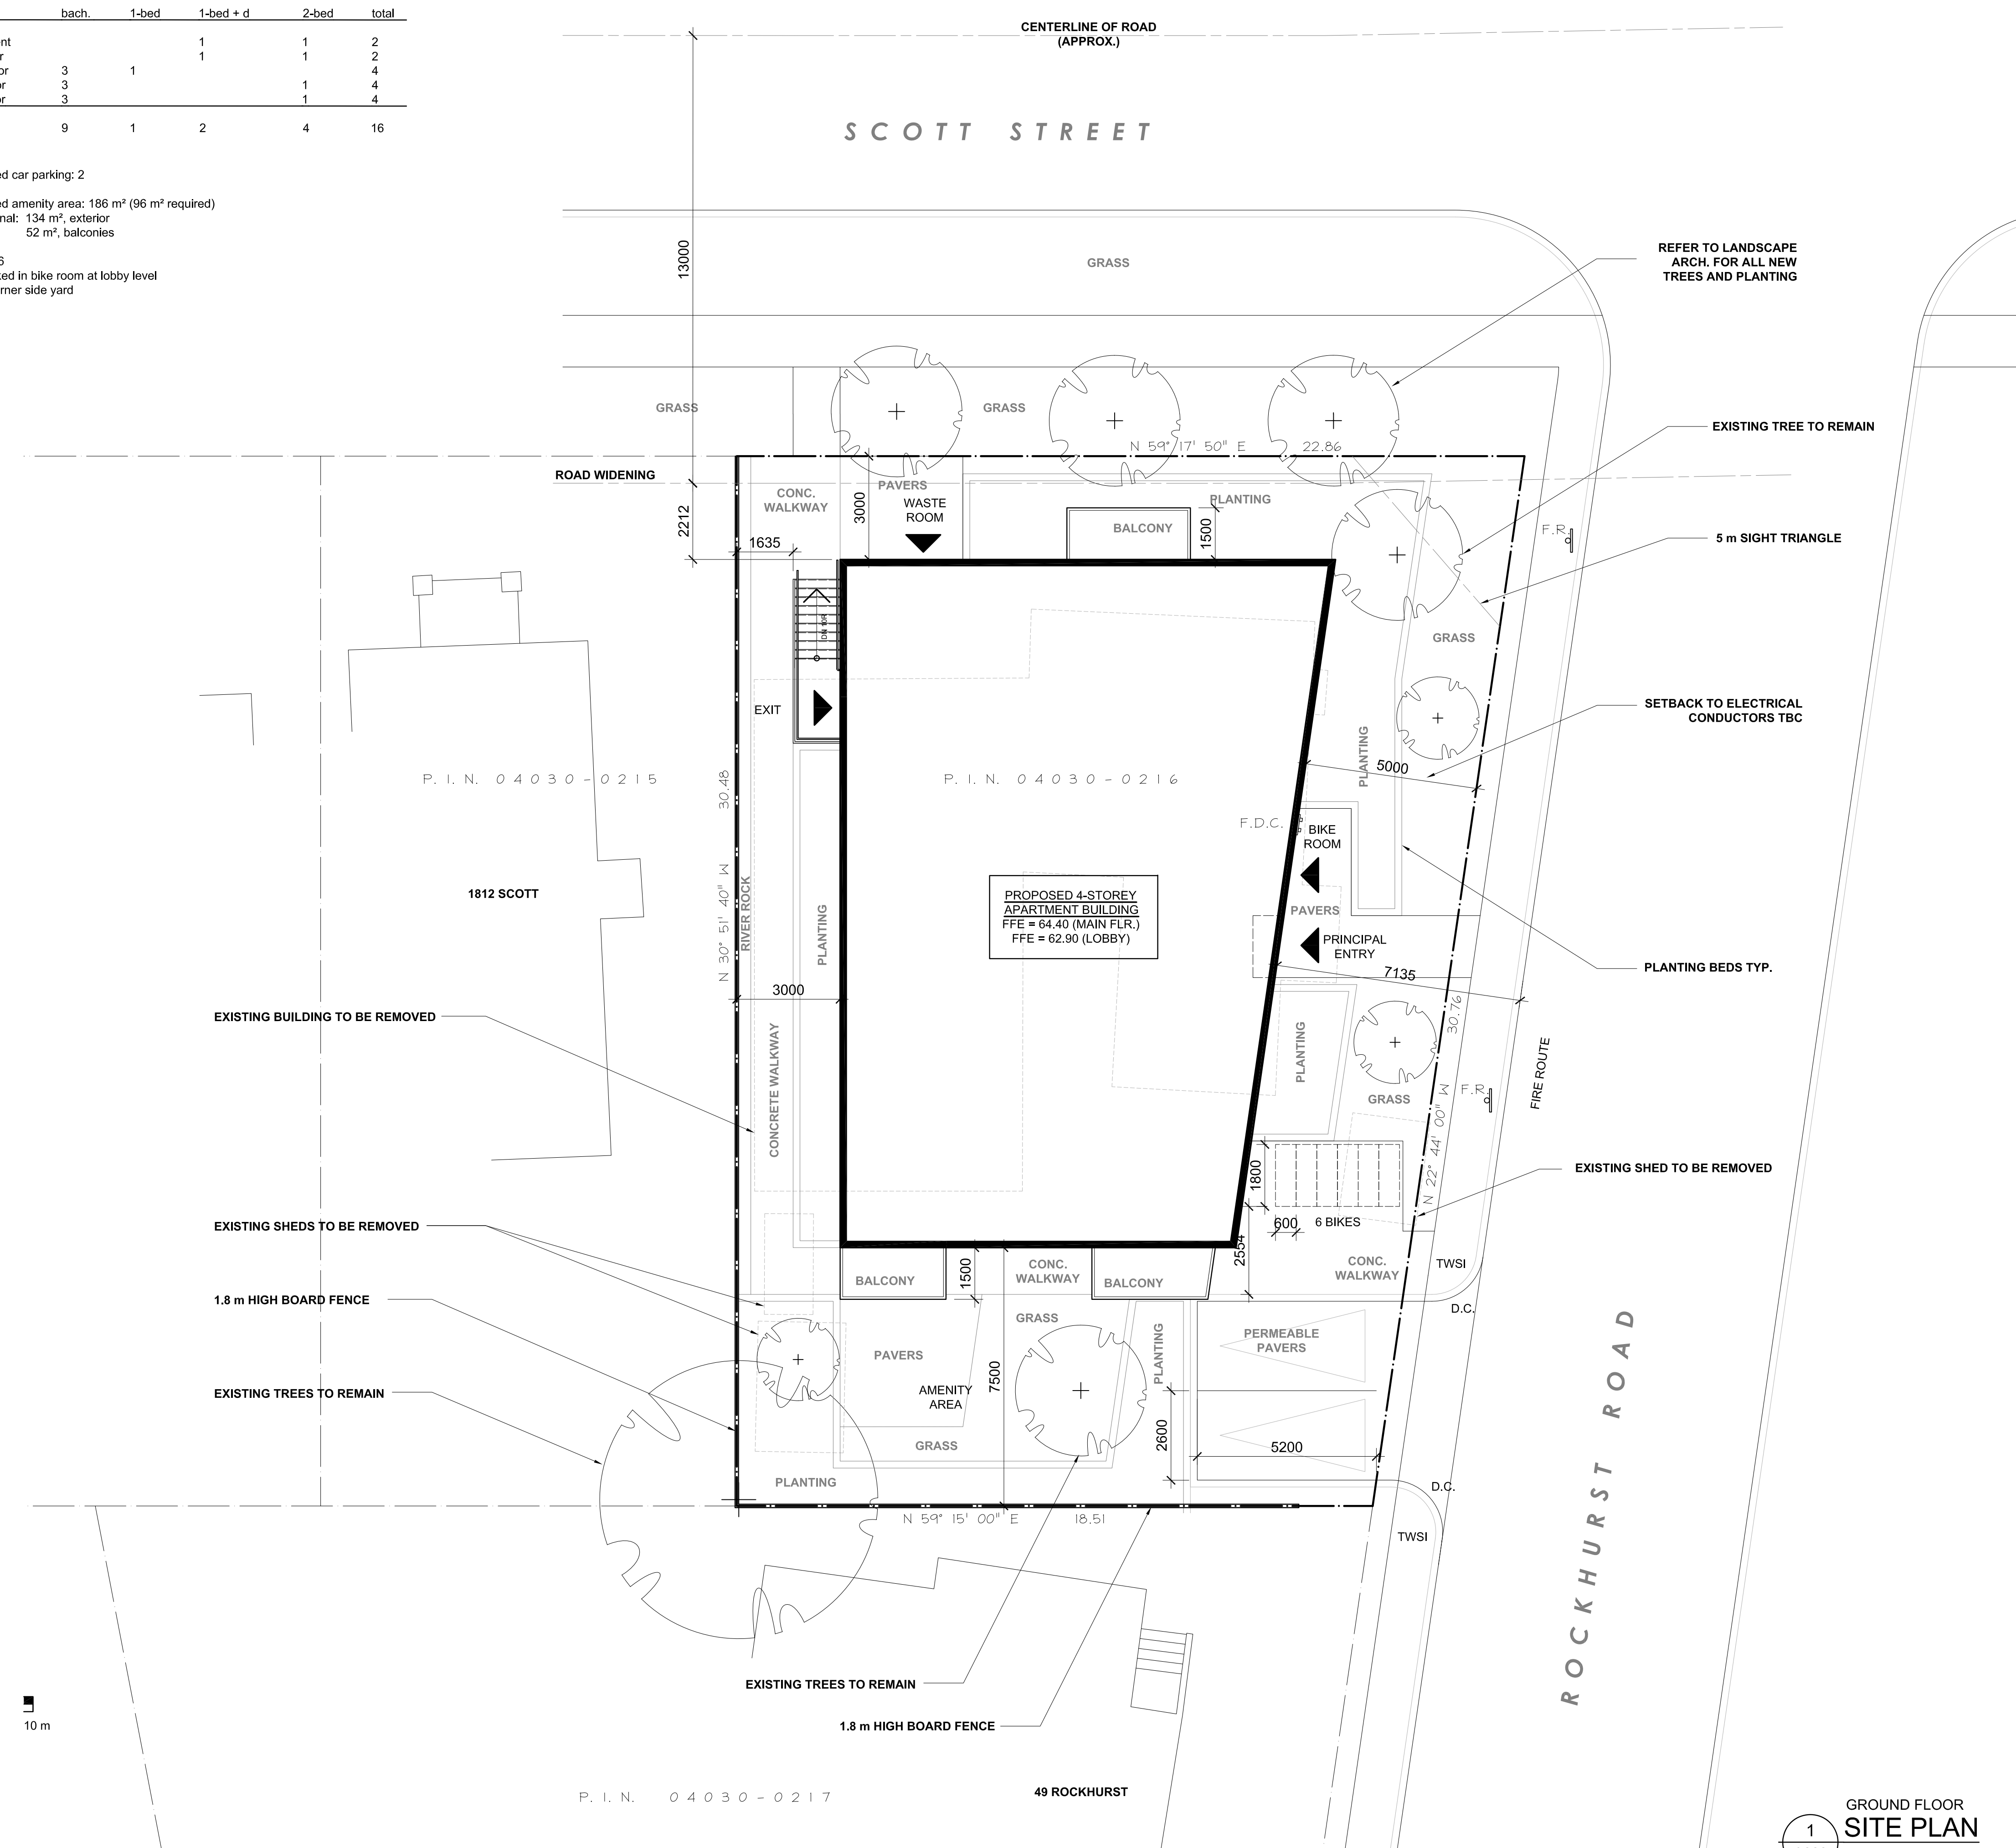 bach. 1-bed 1-bed + d 2-bed total
nt 1 1 2
r 1 1 2
or 3 1 4
or 3 1 4
or 3 1 4
9 1 2 4 16
ed car parking: 2
ed amenity area: 186 m² (96 m² required)
nal: 134 m², exterior
52 m², balconies
6
ked in bike room at lobby level
rner side yard
CENTERLINE OF ROAD
(APPROX.)
SCOTT STREET
13000
GRASS
REFER TO LANDSCAPE
ARCH. FOR ALL NEW
TREES AND PLANTING
GRASS
GRASS
EXISTING TREE TO REMAIN
N 59° 17' 50" E 22.86
ROAD WIDENING
CONC.
WALKWAY
PAVERS
WASTE
ROOM
PLANTING
BALCONY
2212
3000
1500
1635
F.R.
5 m SIGHT TRIANGLE
DN 10R
GRASS
EXIT
SETBACK TO ELECTRICAL
CONDUCTORS TBC
PLANTING
5000
P. I. N. 04030-0215
30.48
N 30° 51' 40" W
P. I. N. 04030-0216
F.D.C.
BIKE
ROOM
1812 SCOTT
RIVER ROCK
PLANTING
PROPOSED 4-STOREY
APARTMENT BUILDING
FFE = 64.40 (MAIN FLR.)
FFE = 62.90 (LOBBY)
PAVERS
PRINCIPAL
ENTRY
PLANTING BEDS TYP.
7135
3000
EXISTING BUILDING TO BE REMOVED
30.76
N 22° 44' 00" W
CONCRETE WALKWAY
PLANTING
FIRE ROUTE
GRASS
F.R.
EXISTING SHED TO BE REMOVED
1800
600
6 BIKES
2554
EXISTING SHEDS TO BE REMOVED
CONC.
WALKWAY
TWSI
BALCONY
1500
CONC.
WALKWAY
BALCONY
1.8 m HIGH BOARD FENCE
D.C.
GRASS
PLANTING
PERMEABLE
PAVERS
PAVERS
7500
AMENITY
AREA
EXISTING TREES TO REMAIN
ROCKHURST ROAD
2600
5200
GRASS
PLANTING
D.C.
N 59° 15' 00" E 18.51
TWSI
EXISTING TREES TO REMAIN
1.8 m HIGH BOARD FENCE
10 m
P. I. N. 04030-0217
49 ROCKHURST
GROUND FLOOR
1 SITE PLAN